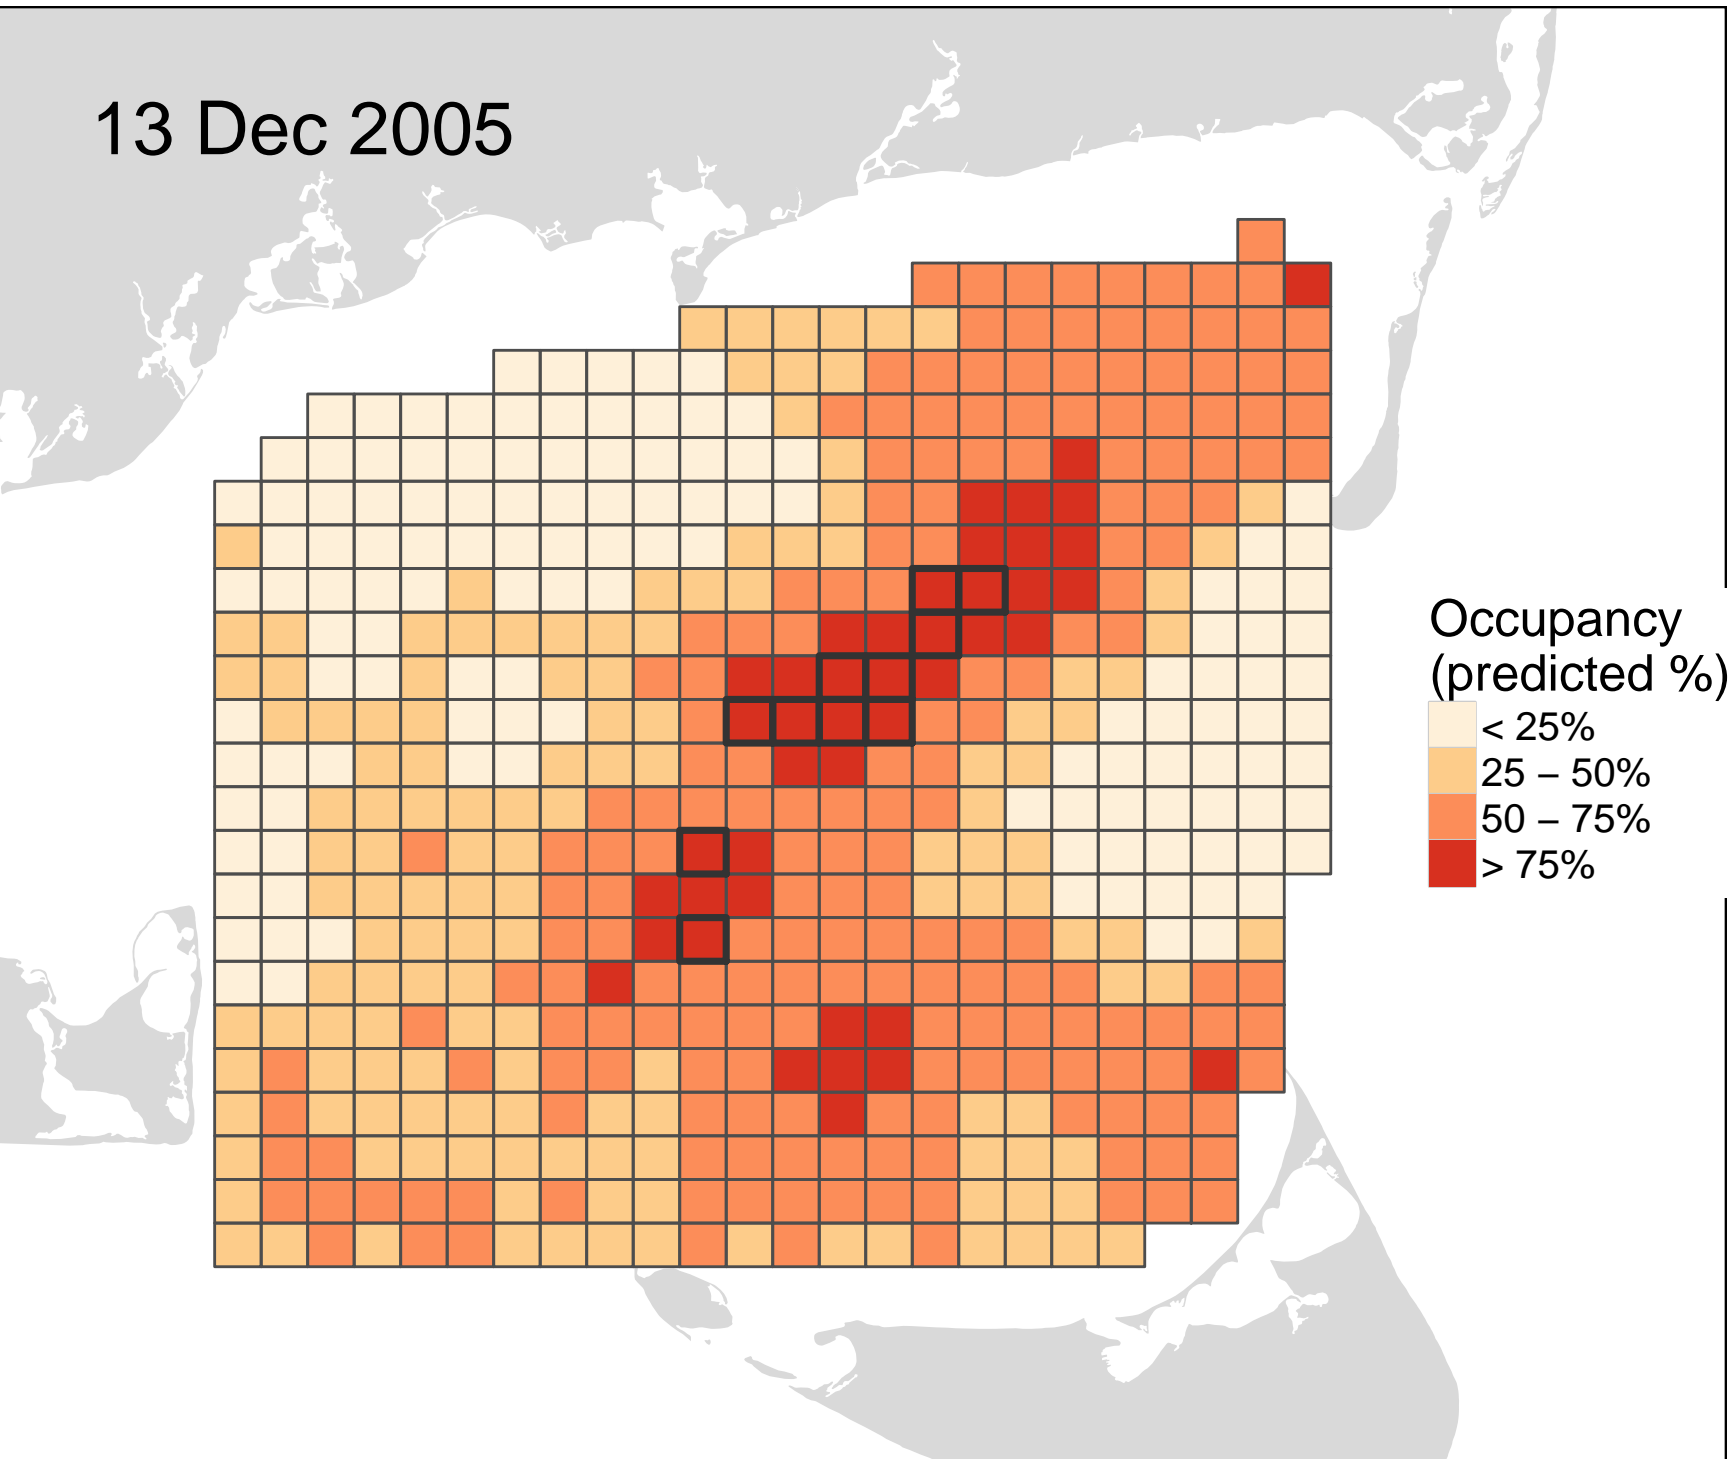 13 Dec 2005
Occupancy
(predicted %)
< 25%
25 – 50%
50 – 75%
> 75%